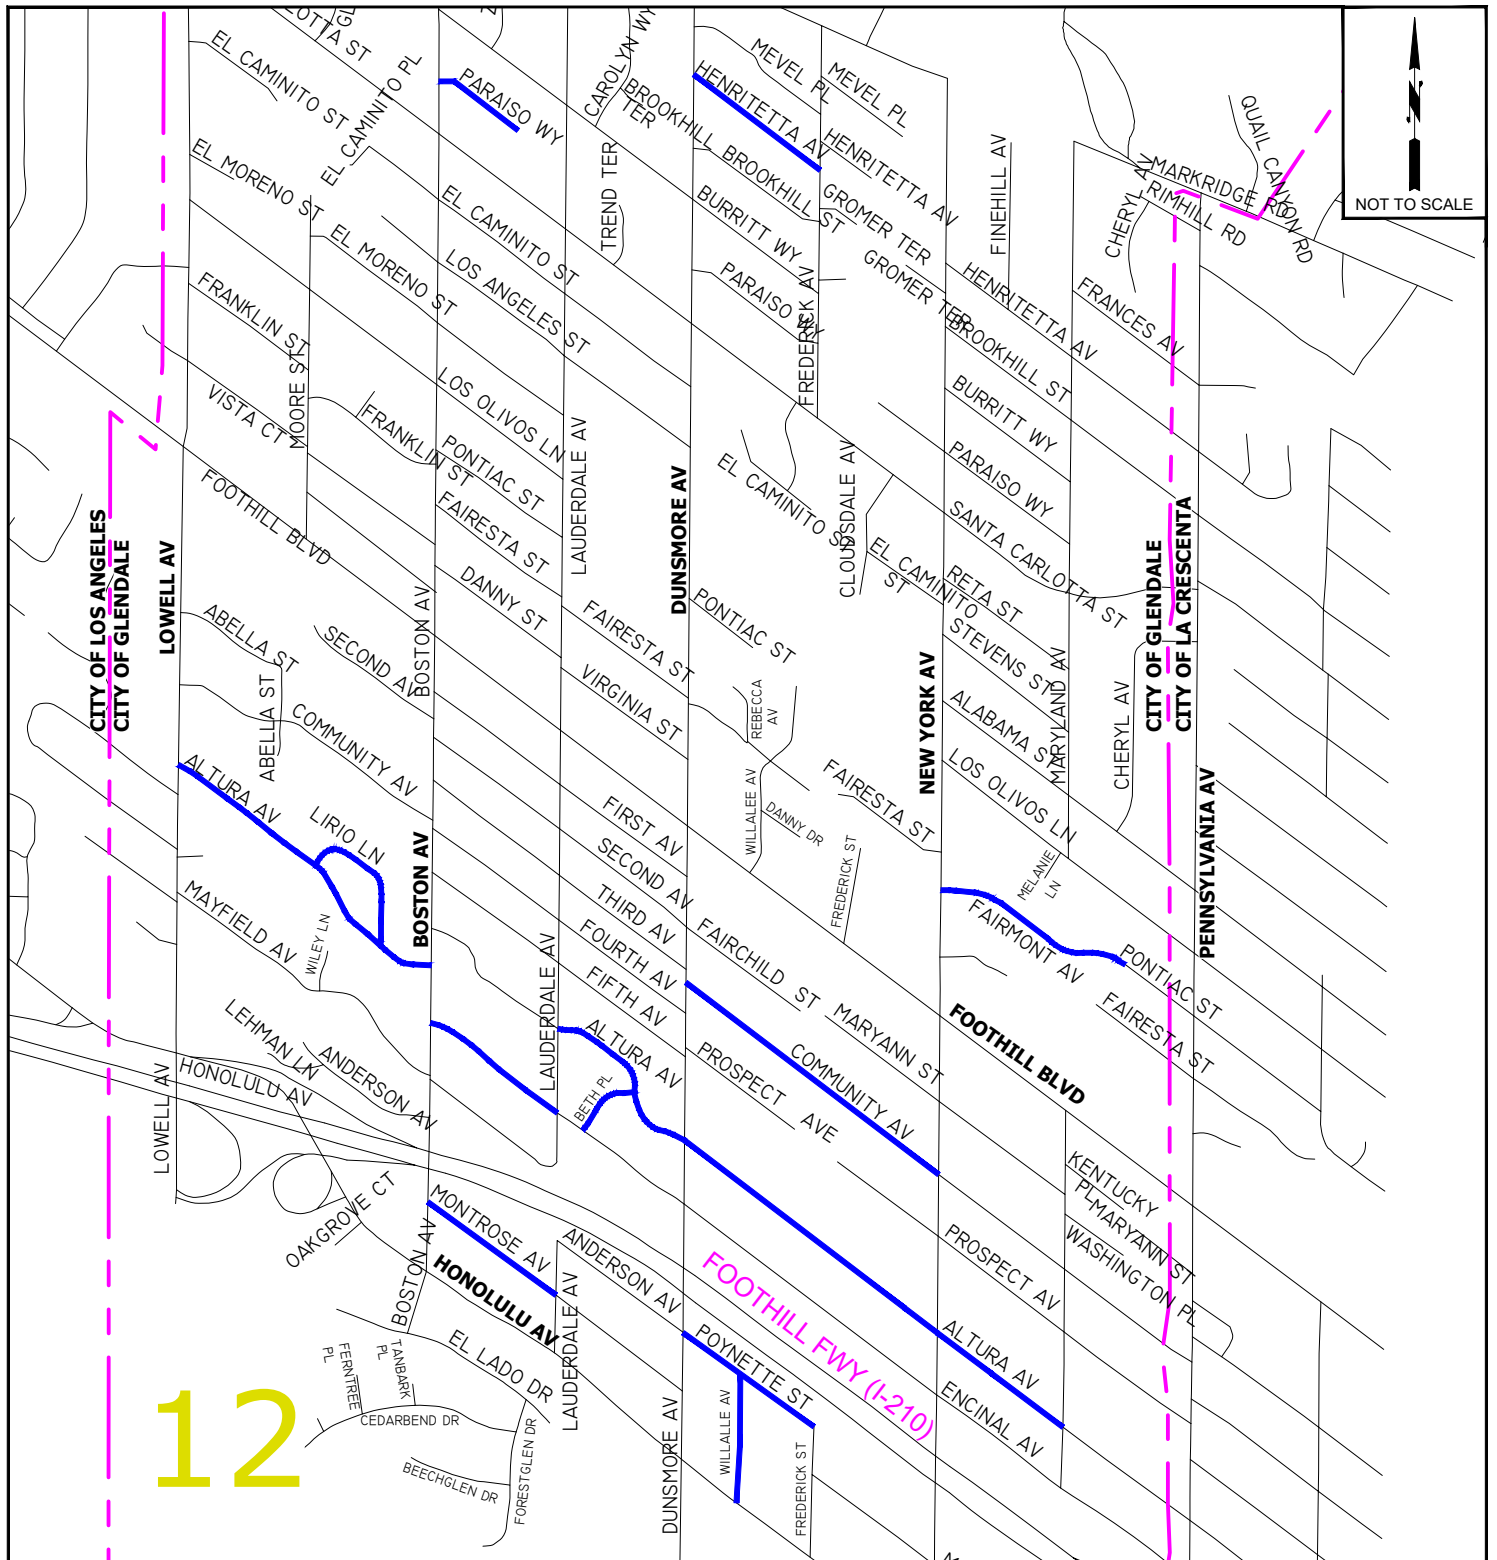 EL CAMINITO ST
EL CAMINITO PL
PARAISO WY
CAROLYN WY
BROOKHILL
TER
HENRITETTA AV
MEVEL PL
MEVEL PL
HENRITETTA AV
BROOKHILL ST
GROMER TER
GROMER TER
FINEHILL AV
CHERYL AV
MARKRIDGE RD
RIMHILL RD
QUAIL CANYON RD
NOT TO SCALE
EL MORENO ST
EL MORENO ST
EL CAMINITO ST
TREND TER
BURRITT WY
PARAISO WY
FREDERICK AV
HENRITETTA AV
FRANCES AV
BROOKHILL ST
LOS ANGELES ST
FRANKLIN ST
MOORE ST
VISTA CT
FRANKLIN ST
LOS OLIVOS LN
PONTIAC ST
FAIRESTA ST
LAUDERDALE AV
DUNSMORE AV
EL CAMINITO ST
CLOUDSDALE AV
BURRITT WY
PARAISO WY
SANTA CARLOTTA ST
FOOTHILL BLVD
CITY OF LOS ANGELES
CITY OF GLENDALE
LOWELL AV
DANNY ST
BOSTON AV
FAIRESTA ST
PONTIAC ST
EL CAMINITO
ST
RETA ST
STEVENS ST
CITY OF GLENDALE
CITY OF LA CRESCENTA
ABELLA ST
ABELLA ST
SECOND AV
COMMUNITY AV
VIRGINIA ST
REBECCA
AV
NEW YORK AV
ALABAMA ST
MARYLAND AV
CHERYL AV
LOS OLIVOS LN
PENNSYLVANIA AV
ALTURA AV
LIRIO LN
BOSTON AV
FIRST AV
SECOND AV
THIRD AV
FOURTH AV
FIFTH AV
WILLALEE AV
DANNY DR
FAIRESTA ST
FREDERICK ST
MELANIE
LN
FAIRMONT AV
PONTIAC ST
FAIRESTA ST
MAYFIELD AV
WILEY LN
LAUDERDALE AV
FAIRCHILD ST
MARYANN ST
FOOTHILL BLVD
LEHMAN LN
ANDERSON AV
HONOLULU AV
LOWELL AV
ALTURA AV
BETH PL
PROSPECT AVE
COMMUNITY AV
KENTUCKY
PL
MARYANN ST
WASHINGTON PL
OAKGROVE CT
BOSTON AV
MONTROSE AV
HONOLULU AV
ANDERSON AV
LAUDERDALE AV
FOOTHILL FWY (I-210)
PROSPECT AV
ALTURA AV
ENCINAL AV
POYNETTE ST
WILLALLE AV
FREDERICK ST
DUNSMORE AV
EL LADO DR
FERNTREE
PL
TANBARK
PL
CEDARBEND DR
BEECHGLEN DR
FORESTGLEN DR
12